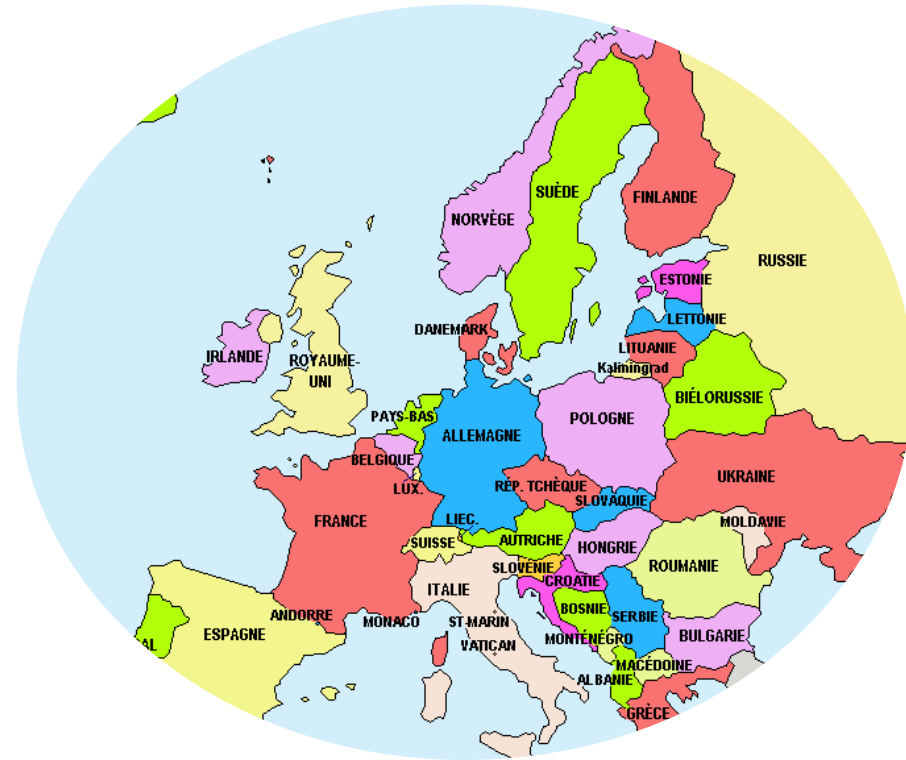 SUÈDE
FINLANDE
NORVÈGE
RUSSIE
ESTONIE
LETTONIE
DANEMARK
LITUANIE
IRLANDE
ROYAUME-
UNI
Kaliningrad
BIÉLORUSSIE
PAYS-BAS
POLOGNE
ALLEMAGNE
BELGIQUE
UKRAINE
LUX.
RÉP. TCHÈQUE
SLOVAQUIE
FRANCE
LIEC.
MOLDAVIE
SUISSE
AUTRICHE
HONGRIE
SLOVÉNIE
ROUMANIE
CROATIE
ITALIE
BOSNIE
ANDORRE
MONACO
ST-MARIN
SERBIE
ESPAGNE
AL
VATICAN
MONTÉNÉGRO
BULGARIE
MACÉDOINE
ALBANIE
GRÈCE